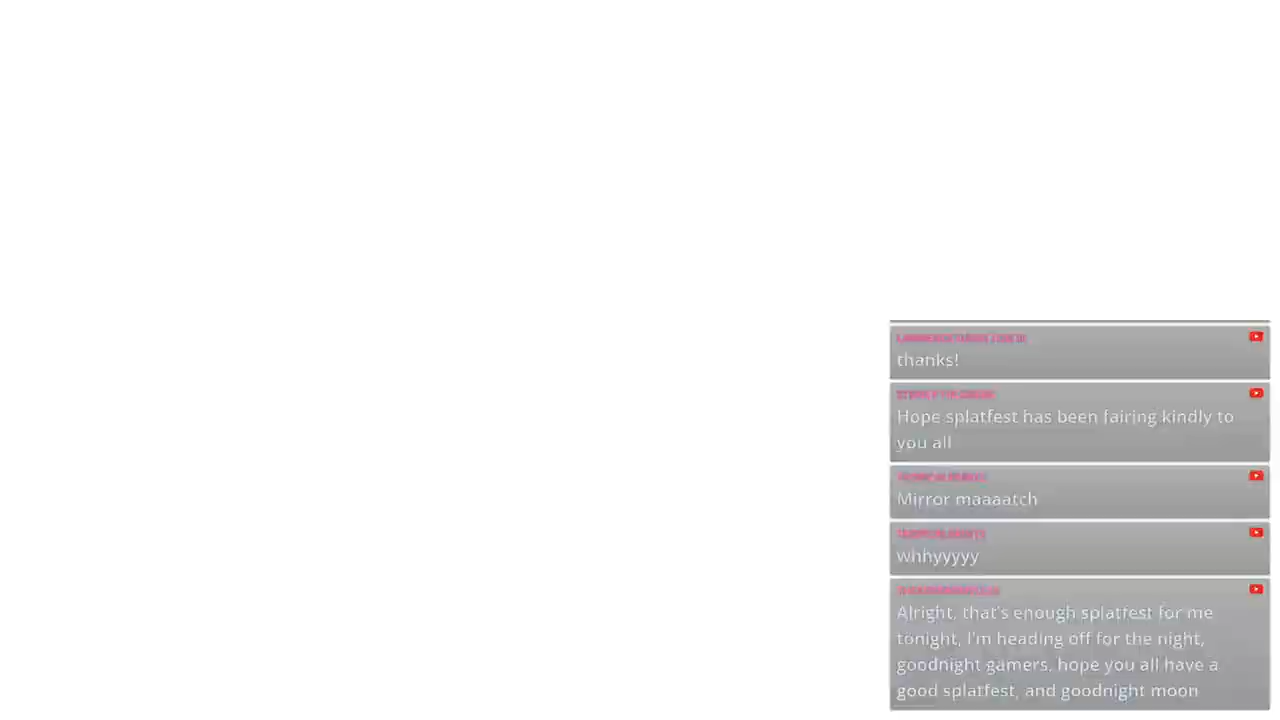 thanks!
Hope splatfest has been fairing kindly to
you all
Mirror maaaatch
whhyyyyy
Alright, that's enough splatfest for me
tonight, I'm heading off for the night,
goodnight gamers, hope you all have a
good splatfest, and goodnight moon